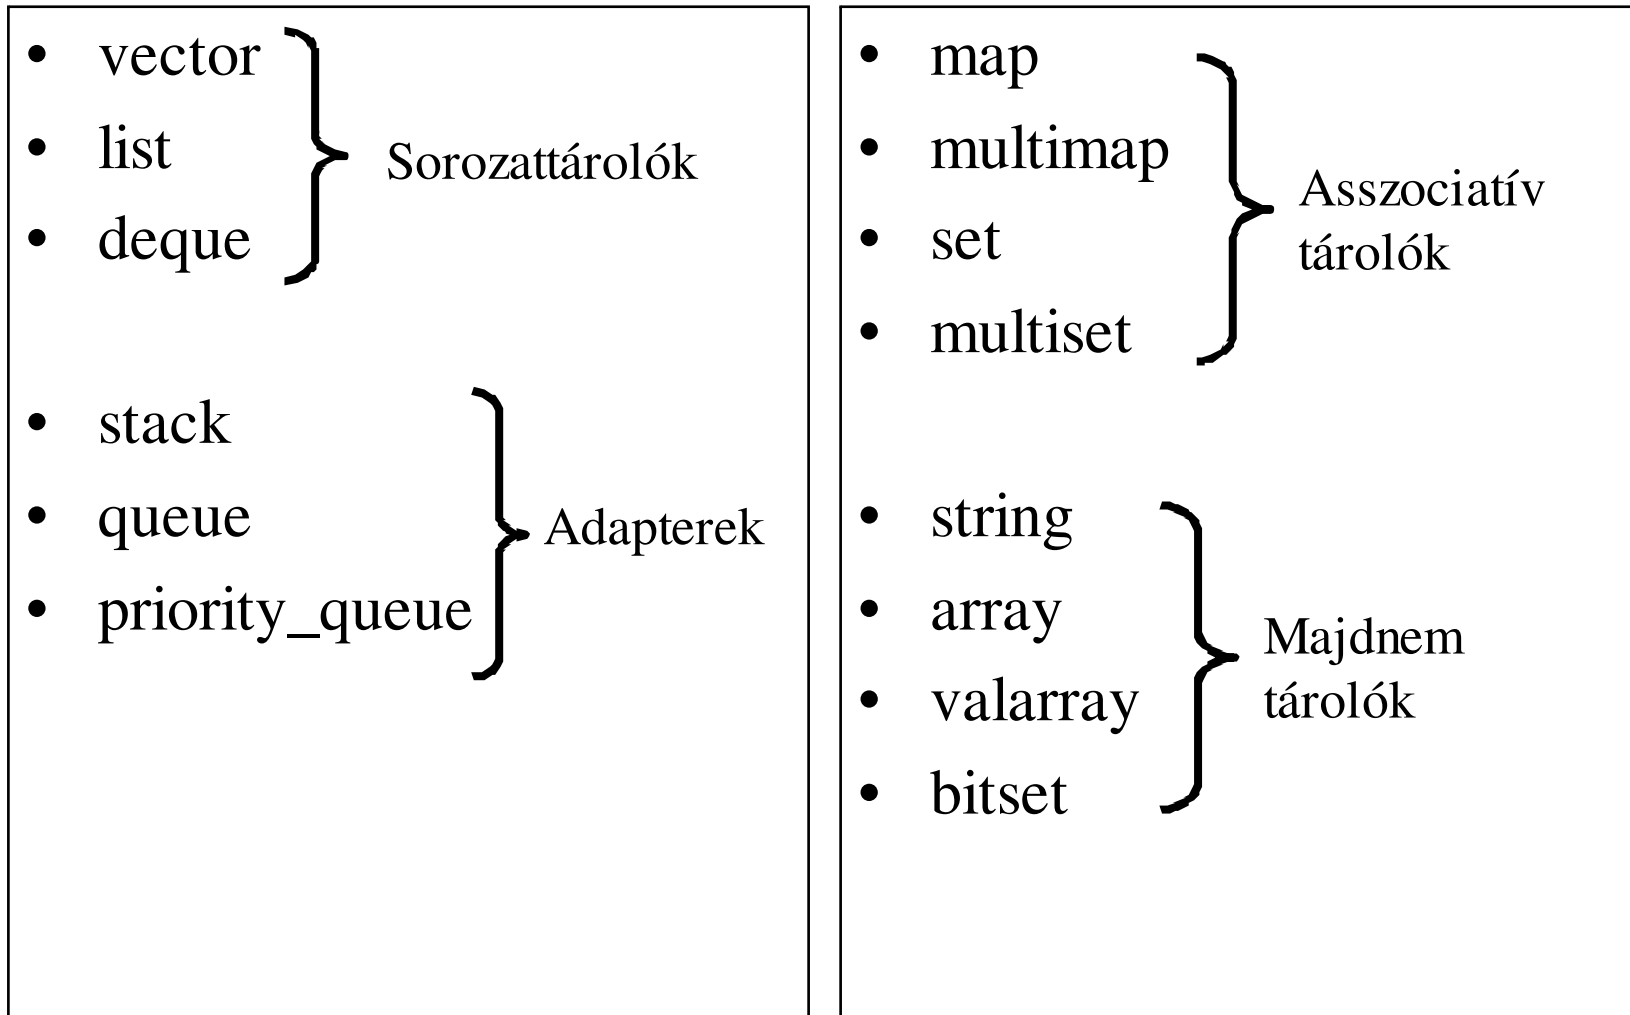 • vector
• list
• deque
Sorozattárolók
• stack
• queue
• priority_queue
Adapterek
• map
• multimap
• set
• multiset
Asszociatív
tárolók
• string
• array
• valarray
• bitset
Majdnem
tárolók